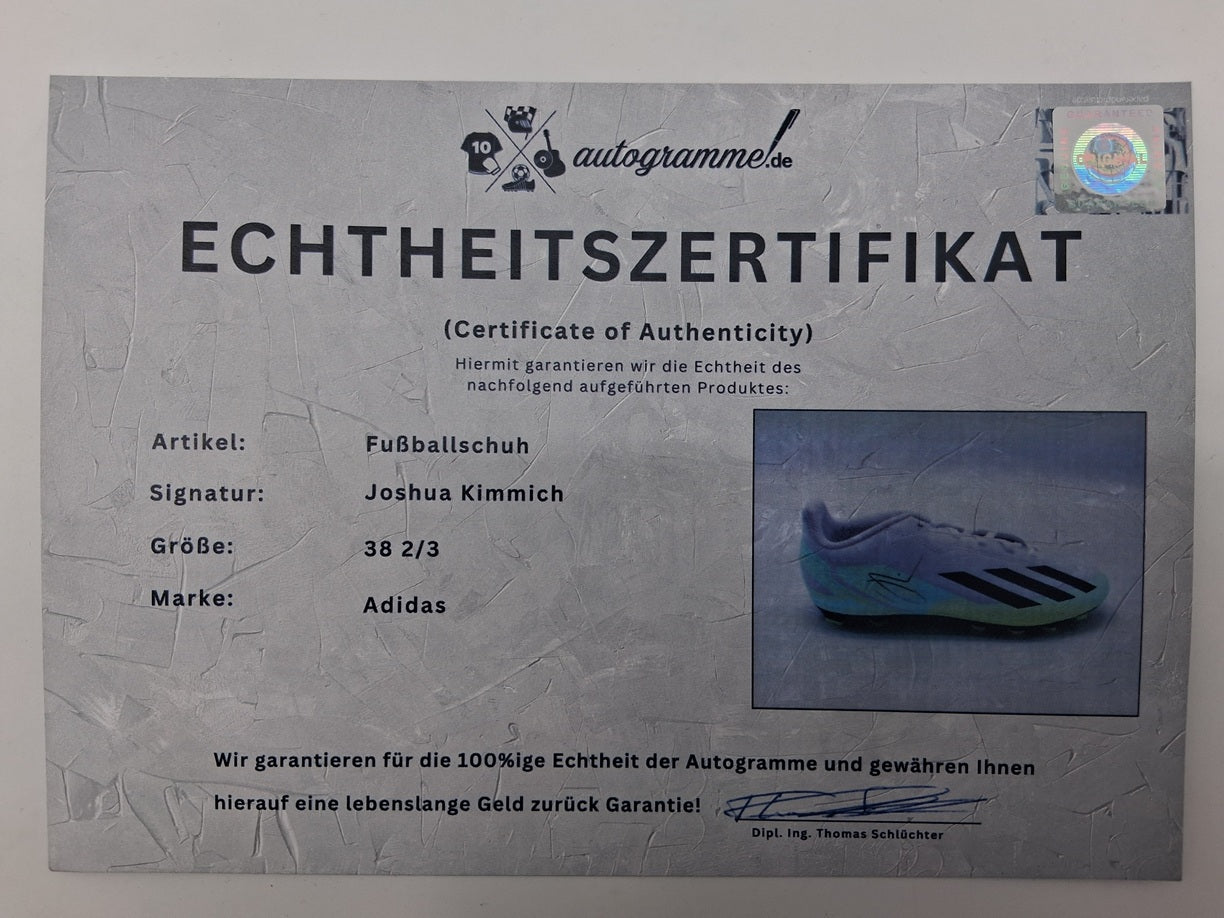 10
autogramme!.de
GUARANTEED
ECHTHEITSZERTIFIKAT
(Certificate of Authenticity)
Hiermit garantieren wir die Echtheit des
nachfolgend aufgeführten Produktes:
Artikel: Fußballschuh
Signatur: Joshua Kimmich
Größe: 38 2/3
Marke: Adidas
Wir garantieren für die 100%ige Echtheit der Autogramme und gewähren Ihnen
hierauf eine lebenslange Geld zurück Garantie!
Dipl. Ing. Thomas Schlüchter